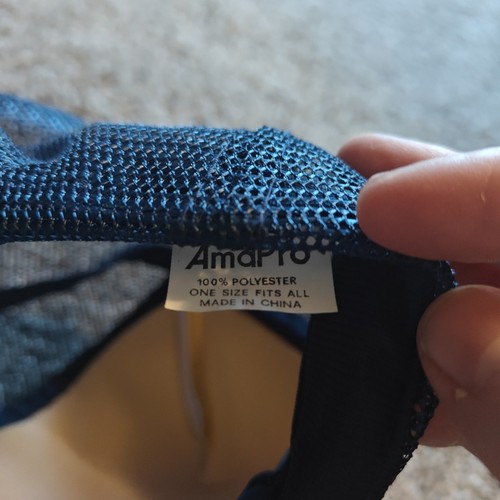 AmaPro
100% POLYESTER
ONE SIZE FITS ALL
MADE IN CHINA